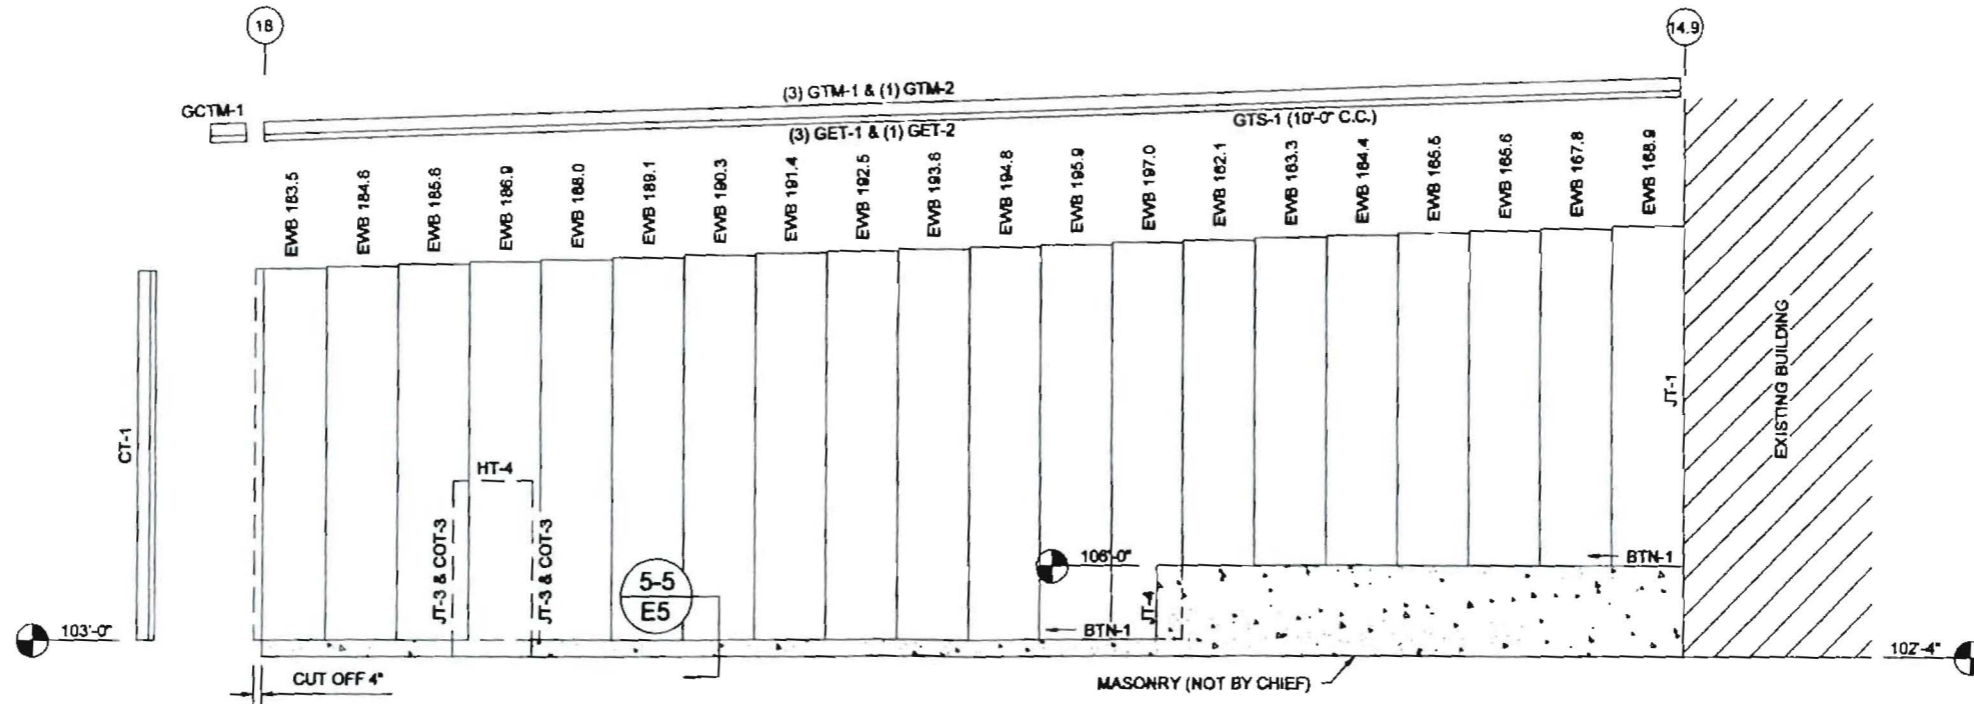 18
14.9
GCTM-1
(3) GTM-1 & (1) GTM-2
(3) GET-1 & (1) GET-2
GTS-1 (10'-0" C.C.)
EWB 183.5
EWB 184.6
EWB 185.8
EWB 186.9
EWB 188.0
EWB 189.1
EWB 190.3
EWB 191.4
EWB 192.5
EWB 193.6
EWB 194.8
EWB 195.9
EWB 197.0
EWB 162.1
EWB 163.3
EWB 164.4
EWB 165.5
EWB 166.6
EWB 167.8
EWB 168.9
CT-1
JT-1
EXISTING BUILDING
HT-4
JT-3 & COT-3
JT-3 & COT-3
5-5
E5
106'-0"
BTN-1
JT-4
BTN-1
103'-0"
102'-4"
CUT OFF 4"
MASONRY (NOT BY CHIEF)